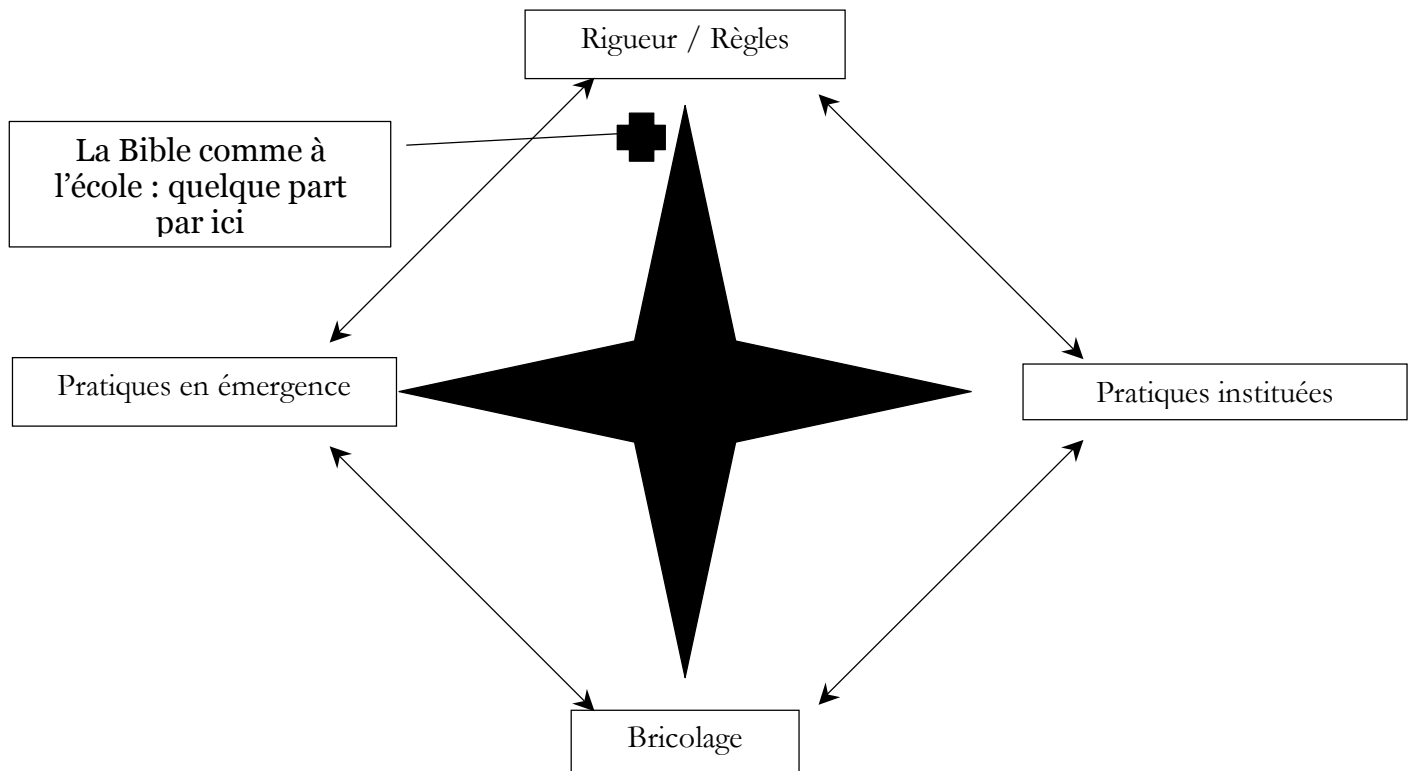 Rigueur / Règles
La Bible comme à
l’école : quelque part
par ici
Pratiques en émergence
Pratiques instituées
Bricolage